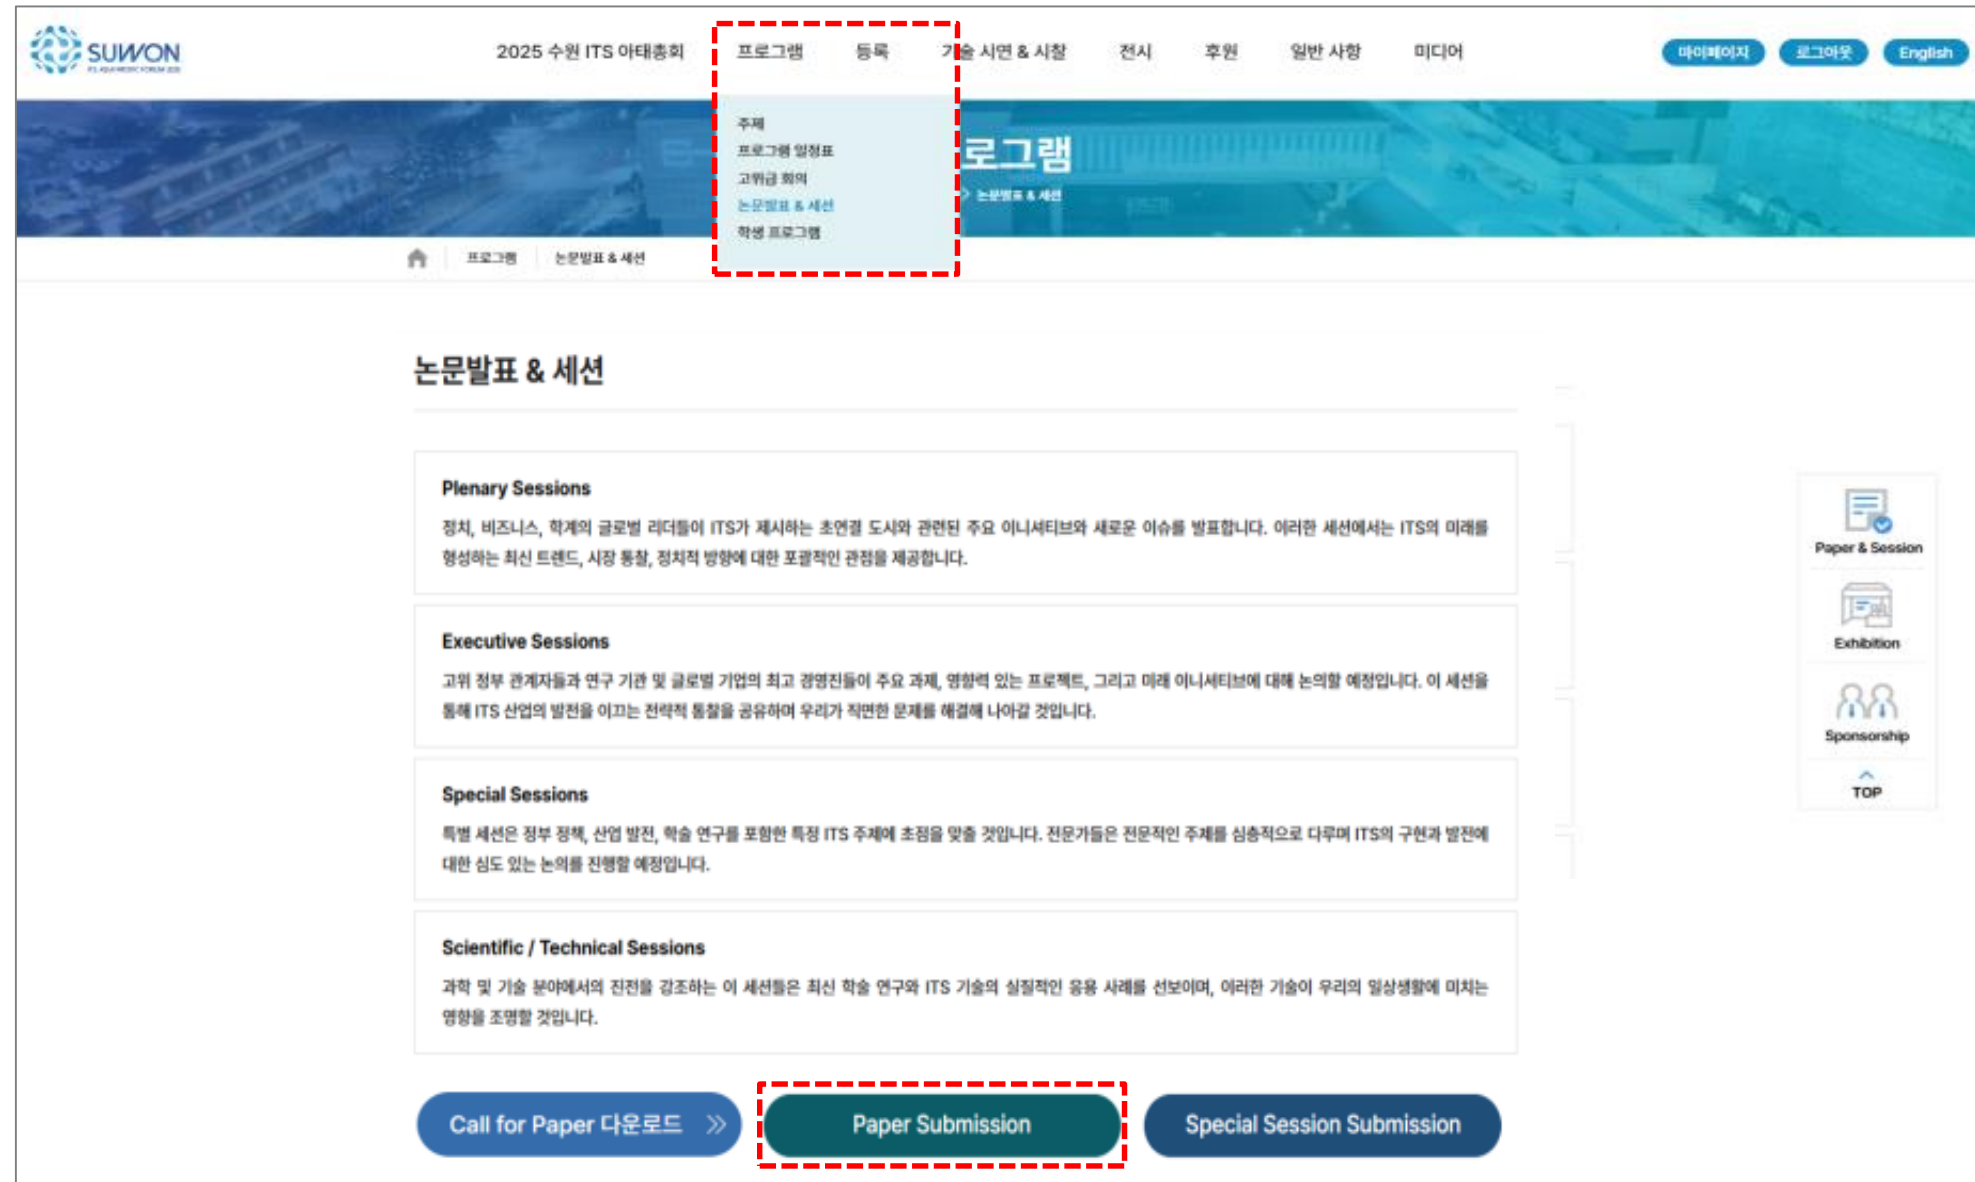 SUWON
ITS ASIA-PACIFIC FORUM 2025
2025 수원 ITS 아태총회 프로그램 등록 기술 시연 & 시찰 전시 후원 일반 사항 미디어
마이페이지 로그아웃 English
주제
프로그램 일정표
고위급 회의
논문발표 & 세션
학생 프로그램
로그램
> 논문발표 & 세션
프로그램 논문발표 & 세션
논문발표 & 세션
Plenary Sessions
정치, 비즈니스, 학계의 글로벌 리더들이 ITS가 제시하는 초연결 도시와 관련된 주요 이니셔티브와 새로운 이슈를 발표합니다. 이러한 세션에서는 ITS의 미래를
형성하는 최신 트렌드, 시장 통찰, 정치적 방향에 대한 포괄적인 관점을 제공합니다.
Executive Sessions
고위 정부 관계자들과 연구 기관 및 글로벌 기업의 최고 경영진들이 주요 과제, 영향력 있는 프로젝트, 그리고 미래 이니셔티브에 대해 논의할 예정입니다. 이 세션을
통해 ITS 산업의 발전을 이끄는 전략적 통찰을 공유하며 우리가 직면한 문제를 해결해 나아갈 것입니다.
Special Sessions
특별 세션은 정부 정책, 산업 발전, 학술 연구를 포함한 특정 ITS 주제에 초점을 맞출 것입니다. 전문가들은 전문적인 주제를 심층적으로 다루며 ITS의 구현과 발전에
대한 심도 있는 논의를 진행할 예정입니다.
Scientific / Technical Sessions
과학 및 기술 분야에서의 진전을 강조하는 이 세션들은 최신 학술 연구와 ITS 기술의 실질적인 응용 사례를 선보이며, 이러한 기술이 우리의 일상생활에 미치는
영향을 조명할 것입니다.
Call for Paper 다운로드 >>
Paper Submission
Special Session Submission
Paper & Session
Exhibition
Sponsorship
TOP